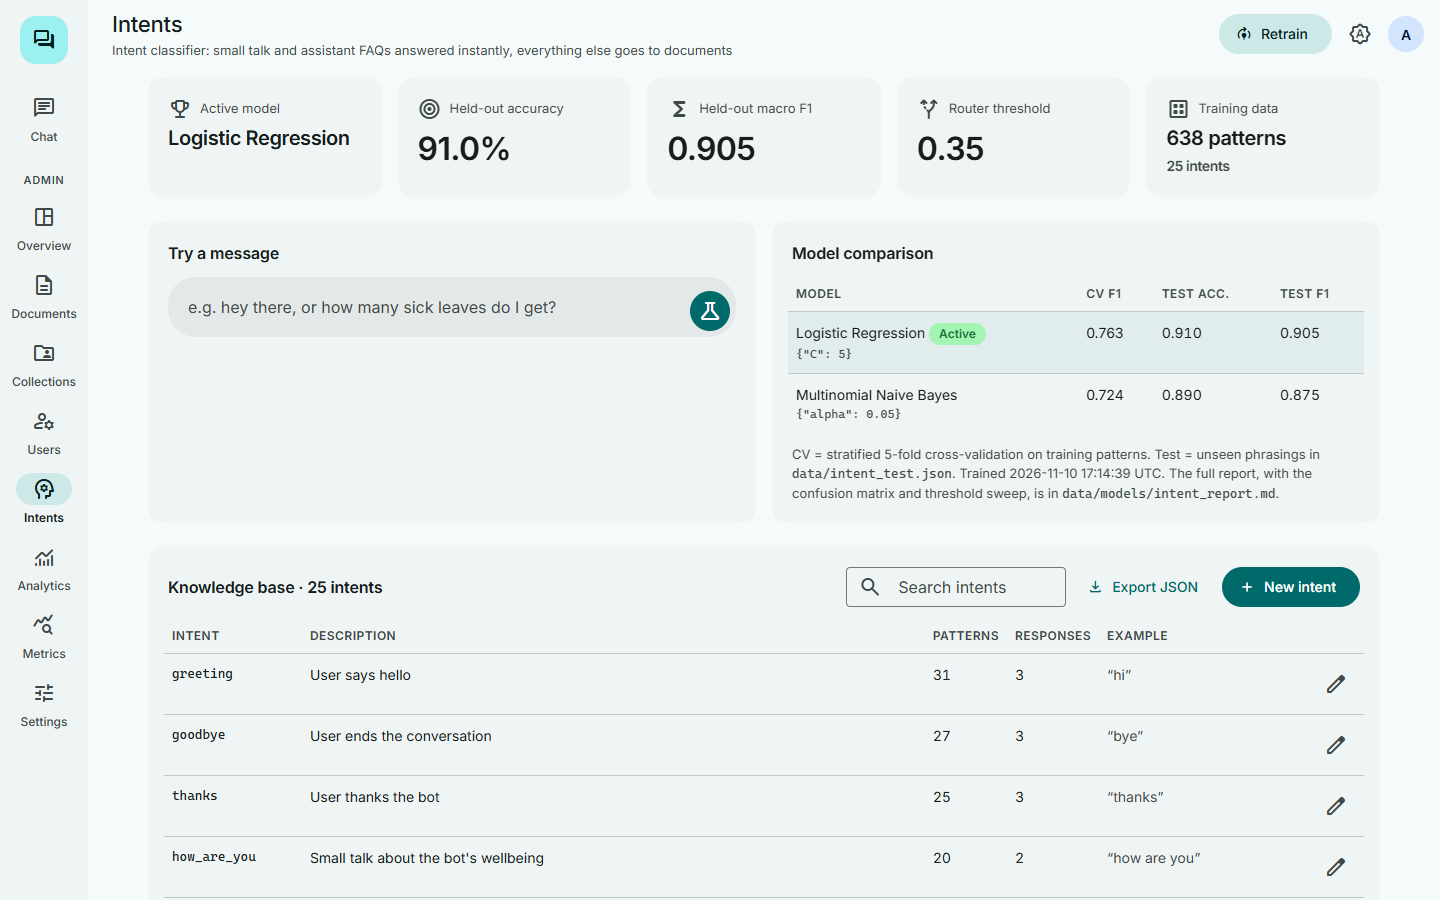 Intents
Intent classifier: small talk and assistant FAQs answered instantly, everything else goes to documents
Retrain
A
A
Chat
ADMIN
Overview
Documents
Collections
Users
Intents
Analytics
Metrics
Settings
Active model
Logistic Regression
Held-out accuracy
91.0%
Held-out macro F1
0.905
Router threshold
0.35
Training data
638 patterns
25 intents
Try a message
e.g. hey there, or how many sick leaves do I get?
Model comparison
MODEL CV F1 TEST ACC. TEST F1
Logistic Regression Active 0.763 0.910 0.905
{"C": 5}
Multinomial Naive Bayes 0.724 0.890 0.875
{"alpha": 0.05}
CV = stratified 5-fold cross-validation on training patterns. Test = unseen phrasings in
data/intent_test.json. Trained 2026-11-10 17:14:39 UTC. The full report, with the
confusion matrix and threshold sweep, is in data/models/intent_report.md.
Knowledge base · 25 intents
Search intents
Export JSON
+ New intent
INTENT DESCRIPTION PATTERNS RESPONSES EXAMPLE
greeting User says hello 31 3 “hi”
goodbye User ends the conversation 27 3 “bye”
thanks User thanks the bot 25 3 “thanks”
how_are_you Small talk about the bot's wellbeing 20 2 “how are you”